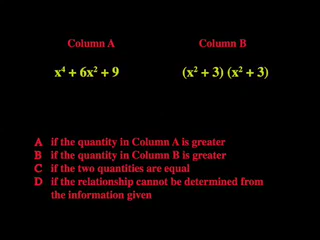 Column A Column B
x⁴ + 6x² + 9 (x² + 3) (x² + 3)
A if the quantity in Column A is greater
B if the quantity in Column B is greater
C if the two quantities are equal
D if the relationship cannot be determined from
the information given